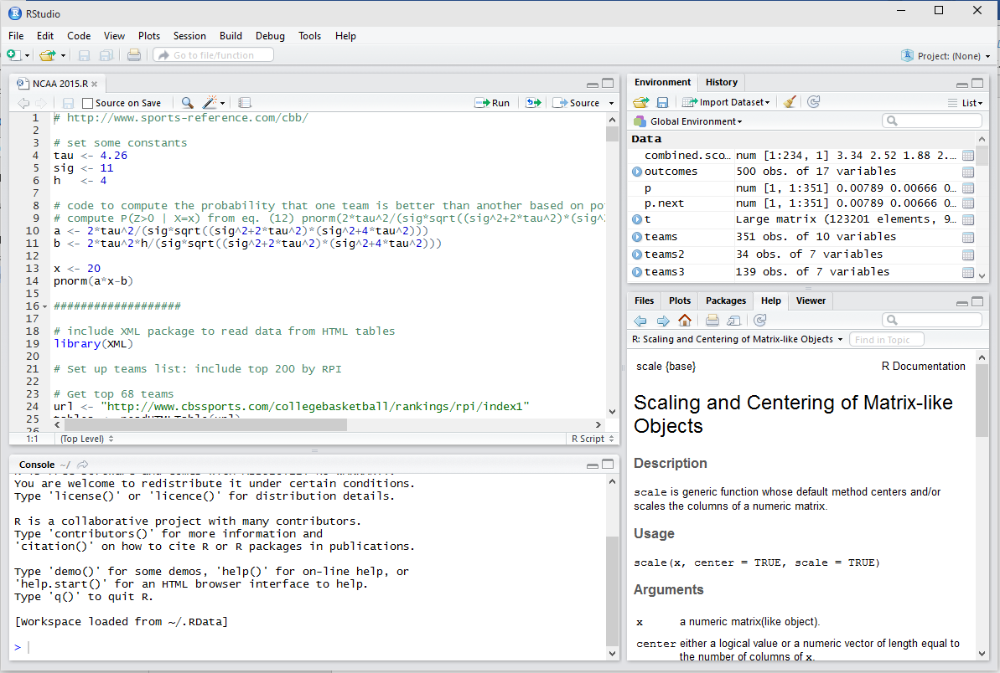 RStudio
File Edit Code View Plots Session Build Debug Tools Help
Go to file/function
Project: (None)
NCAA 2015.R
Source on Save
Run
Source
1 # http://www.sports-reference.com/cbb/
2
3 # set some constants
4 tau <- 4.26
5 sig <- 11
6 h <- 4
7
8 # code to compute the probability that one team is better than another based on po
9 # compute P(Z>0 | X=x) from eq. (12) pnorm(2*tau^2/(sig*sqrt((sig^2+2*tau^2)*(sig^
10 a <- 2*tau^2/(sig*sqrt((sig^2+2*tau^2)*(sig^2+4*tau^2)))
11 b <- 2*tau^2*h/(sig*sqrt((sig^2+2*tau^2)*(sig^2+4*tau^2)))
12
13 x <- 20
14 pnorm(a*x-b)
15
16 ###################
17
18 # include XML package to read data from HTML tables
19 library(XML)
20
21 # Set up teams list: include top 200 by RPI
22
23 # Get top 68 teams
24 url <- "http://www.cbssports.com/collegebasketball/rankings/rpi/index1"
25
26
1:1 (Top Level) R Script
Console ~/
You are welcome to redistribute it under certain conditions.
Type 'license()' or 'licence()' for distribution details.
R is a collaborative project with many contributors.
Type 'contributors()' for more information and
'citation()' on how to cite R or R packages in publications.
Type 'demo()' for some demos, 'help()' for on-line help, or
'help.start()' for an HTML browser interface to help.
Type 'q()' to quit R.
[Workspace loaded from ~/.RData]
>
Environment History
Import Dataset
List
Global Environment
Data
combined.sco… num [1:234, 1] 3.34 2.52 1.88 2.…
outcomes 500 obs. of 17 variables
p num [1, 1:351] 0.00789 0.00666 0…
p.next num [1, 1:351] 0.00789 0.00666 0…
t Large matrix (123201 elements, 9…
teams 351 obs. of 10 variables
teams2 34 obs. of 7 variables
teams3 139 obs. of 7 variables
Files Plots Packages Help Viewer
R: Scaling and Centering of Matrix-like Objects
Find in Topic
scale {base} R Documentation
Scaling and Centering of Matrix-like
Objects
Description
scale is generic function whose default method centers and/or
scales the columns of a numeric matrix.
Usage
scale(x, center = TRUE, scale = TRUE)
Arguments
x a numeric matrix(like object).
center either a logical value or a numeric vector of length equal to
the number of columns of x.